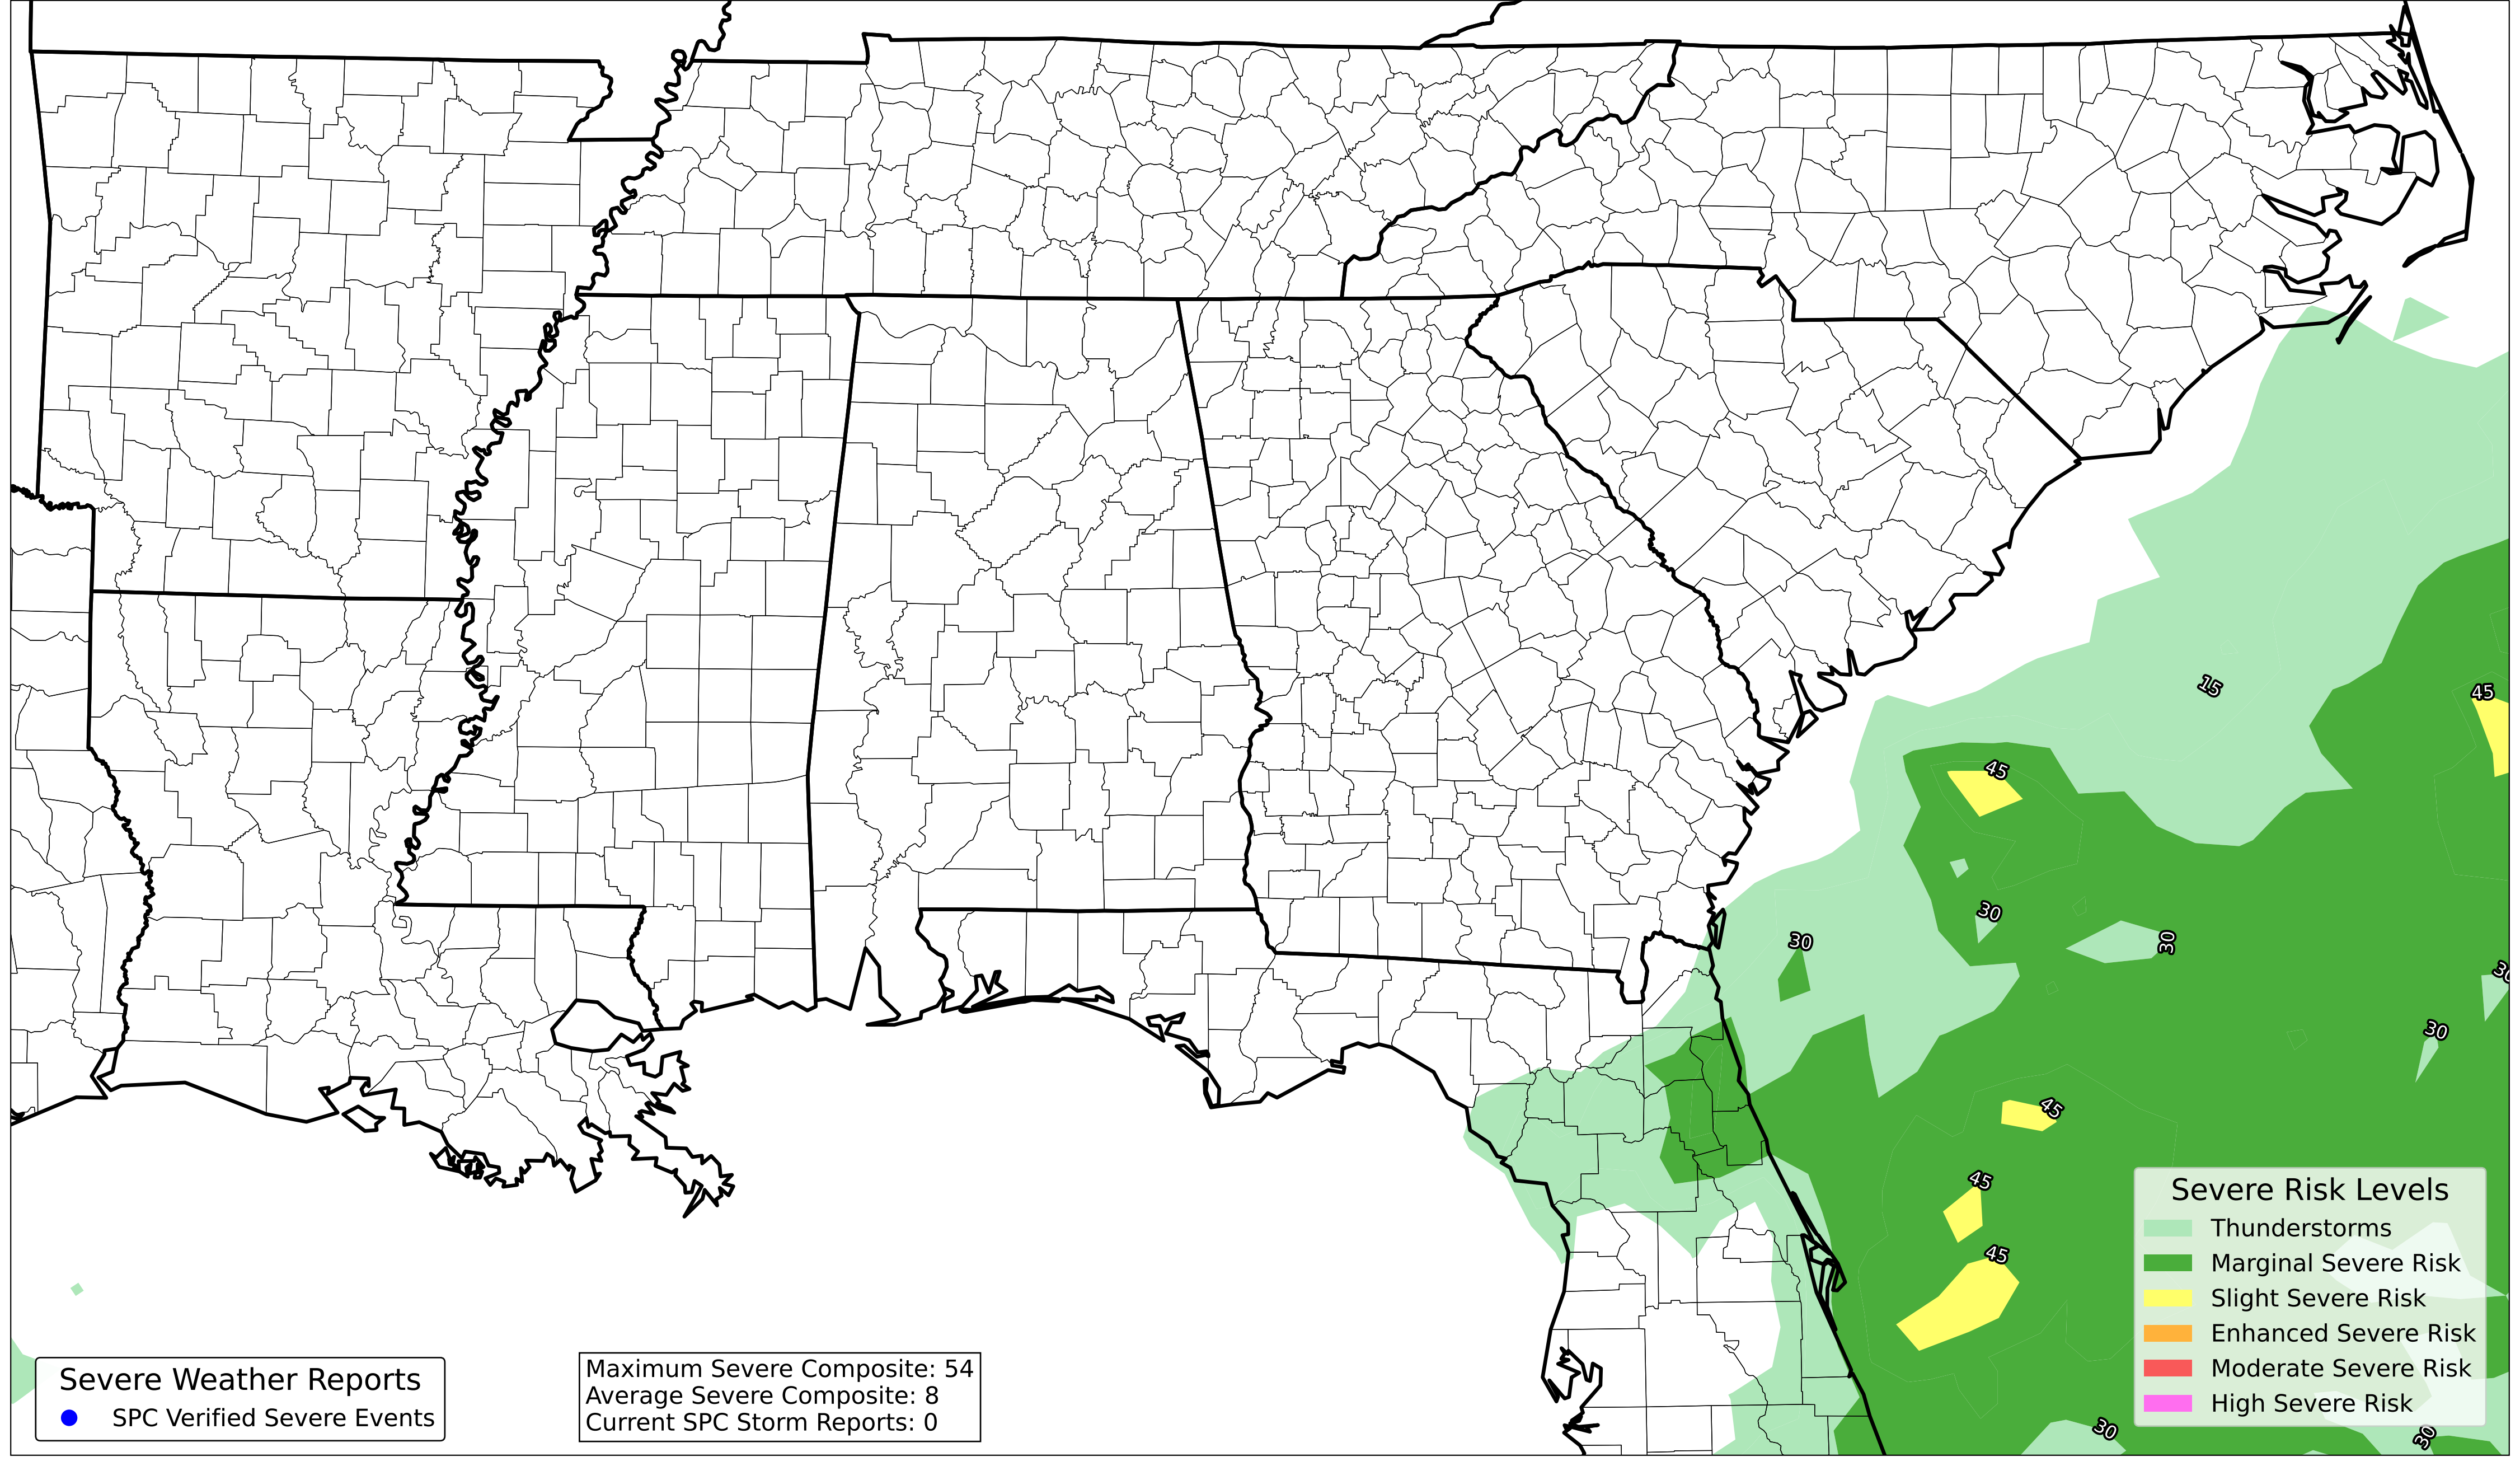 15
45
45
30
30
30
30
30
45
45
45
30
30
Severe Risk Levels
Thunderstorms
Marginal Severe Risk
Slight Severe Risk
Enhanced Severe Risk
Moderate Severe Risk
High Severe Risk
Severe Weather Reports
SPC Verified Severe Events
Maximum Severe Composite: 54
Average Severe Composite: 8
Current SPC Storm Reports: 0